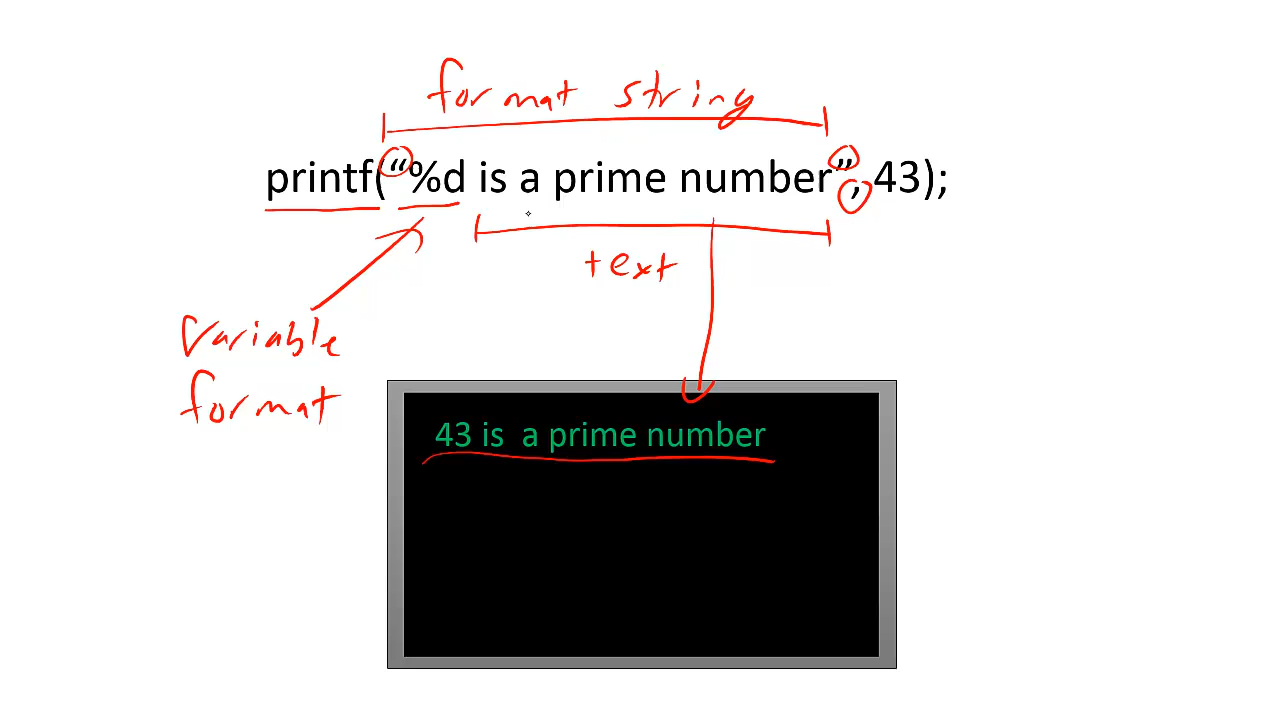 format string
printf(“%d is a prime number”, 43);
text
variable
format
43 is  a prime number